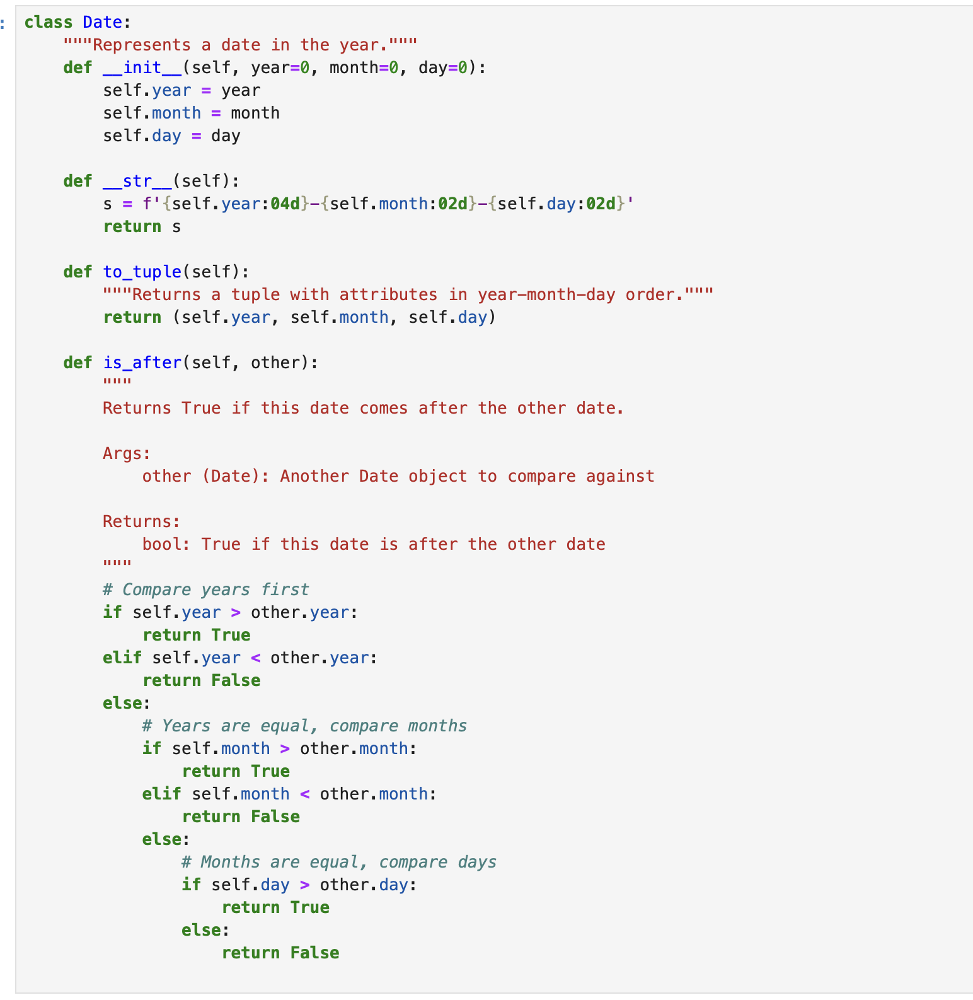 :
class Date:
    """Represents a date in the year."""
    def __init__(self, year=0, month=0, day=0):
        self.year = year
        self.month = month
        self.day = day

    def __str__(self):
        s = f'{self.year:04d}-{self.month:02d}-{self.day:02d}'
        return s

    def to_tuple(self):
        """Returns a tuple with attributes in year-month-day order."""
        return (self.year, self.month, self.day)

    def is_after(self, other):
        """
        Returns True if this date comes after the other date.

        Args:
            other (Date): Another Date object to compare against

        Returns:
            bool: True if this date is after the other date
        """
        # Compare years first
        if self.year > other.year:
            return True
        elif self.year < other.year:
            return False
        else:
            # Years are equal, compare months
            if self.month > other.month:
                return True
            elif self.month < other.month:
                return False
            else:
                # Months are equal, compare days
                if self.day > other.day:
                    return True
                else:
                    return False